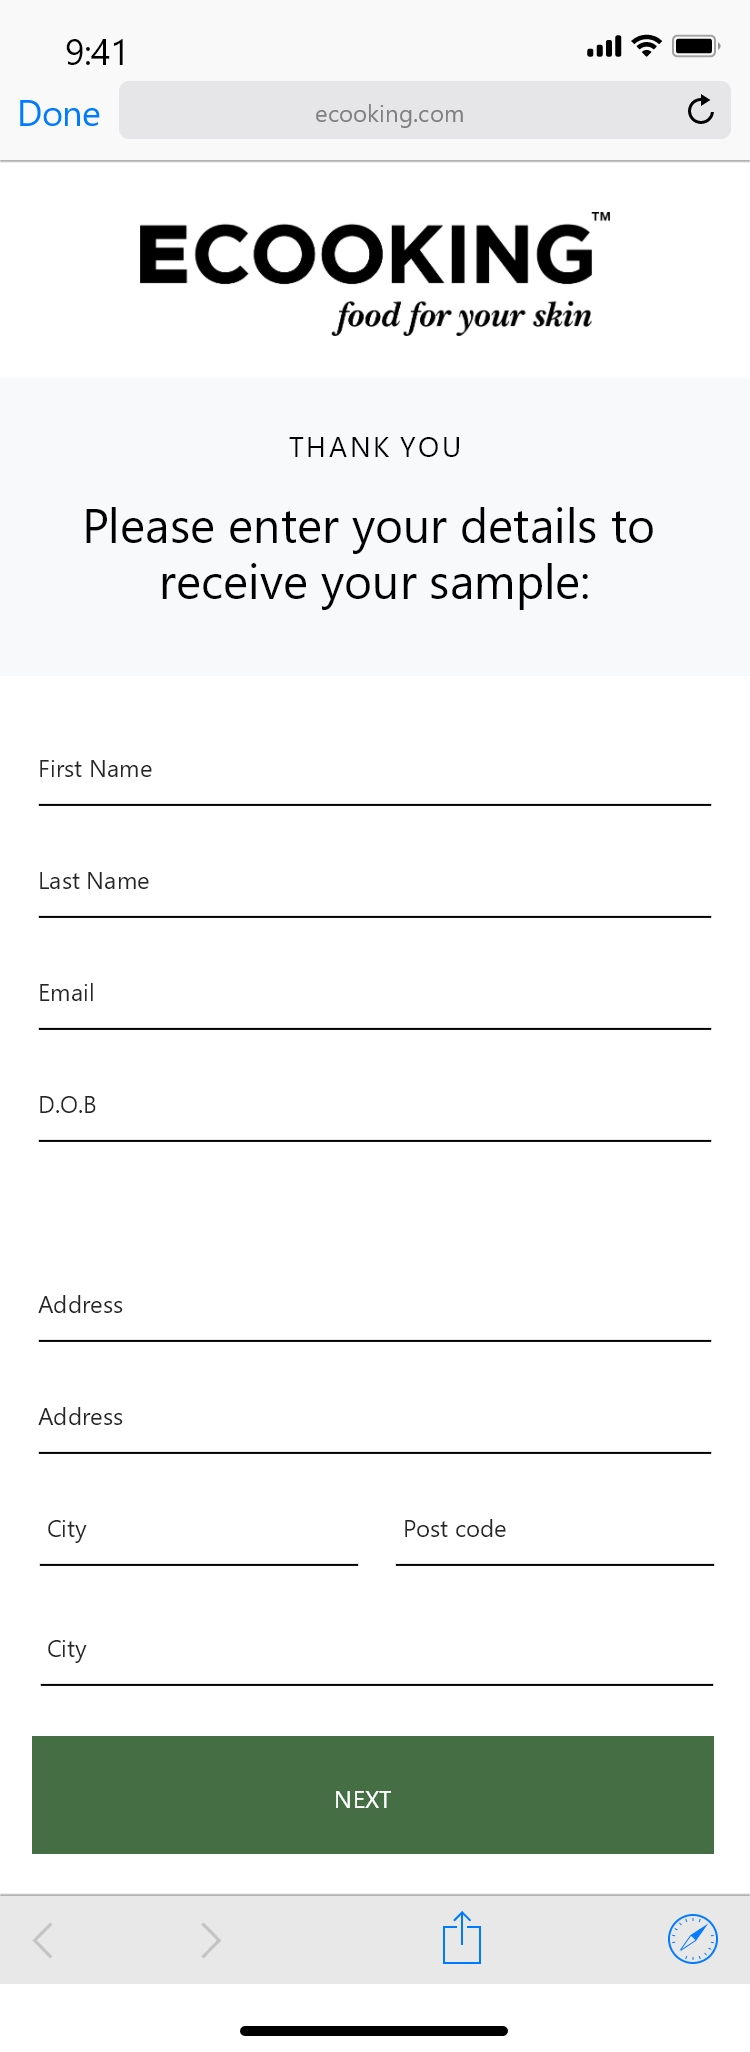 9:41
Done
ecooking.com
ECOOKING™
food for your skin
THANK YOU
Please enter your details to
receive your sample:
First Name
Last Name
Email
D.O.B
Address
Address
City Post code
City
NEXT